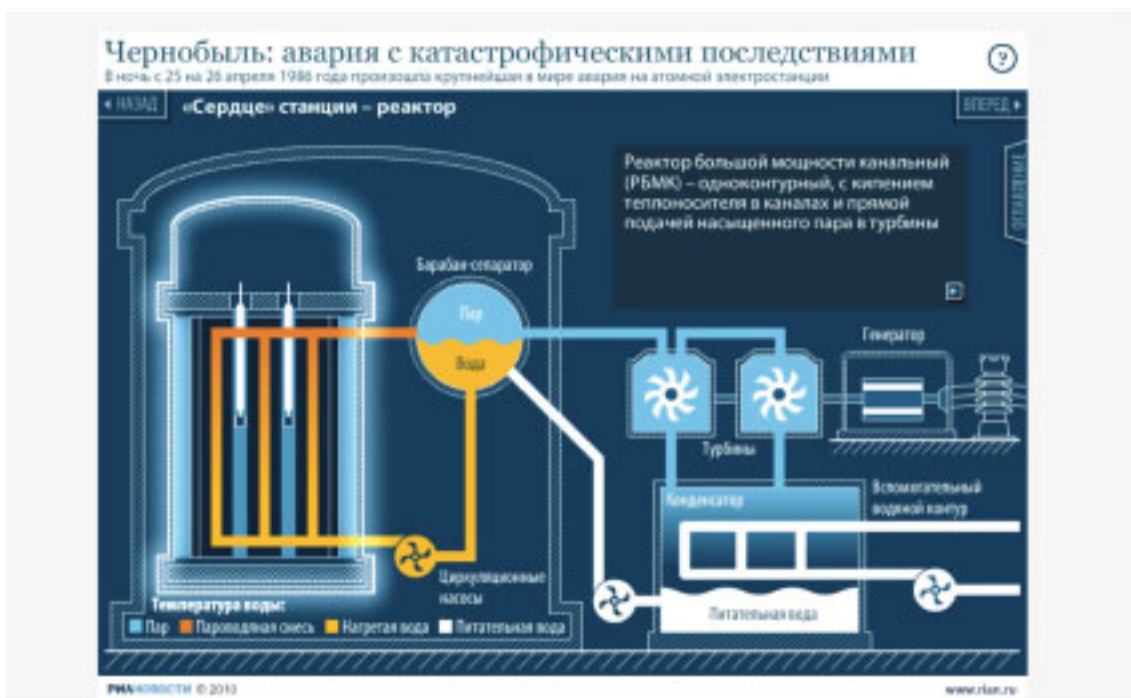 Чернобыль: авария с катастрофическими последствиями
В ночь с 25 на 26 апреля 1986 года произошла крупнейшая в мире авария на атомной электростанции
НАЗАД
«Сердце» станции – реактор
ВПЕРЕД
?
ОГЛАВЛЕНИЕ
Реактор большой мощности канальный
(РБМК) – одноконтурный, с кипением
теплоносителя в каналах и прямой
подачей насыщенного пара в турбины
Барабан-сепаратор
Пар
Вода
Генератор
Турбины
Конденсатор
Вспомогательный
водяной контур
Циркуляционные
насосы
Питательная вода
Температура воды:
Пар Пароводяная смесь Нагретая вода Питательная вода
РИАНОВОСТИ © 2010
www.rian.ru